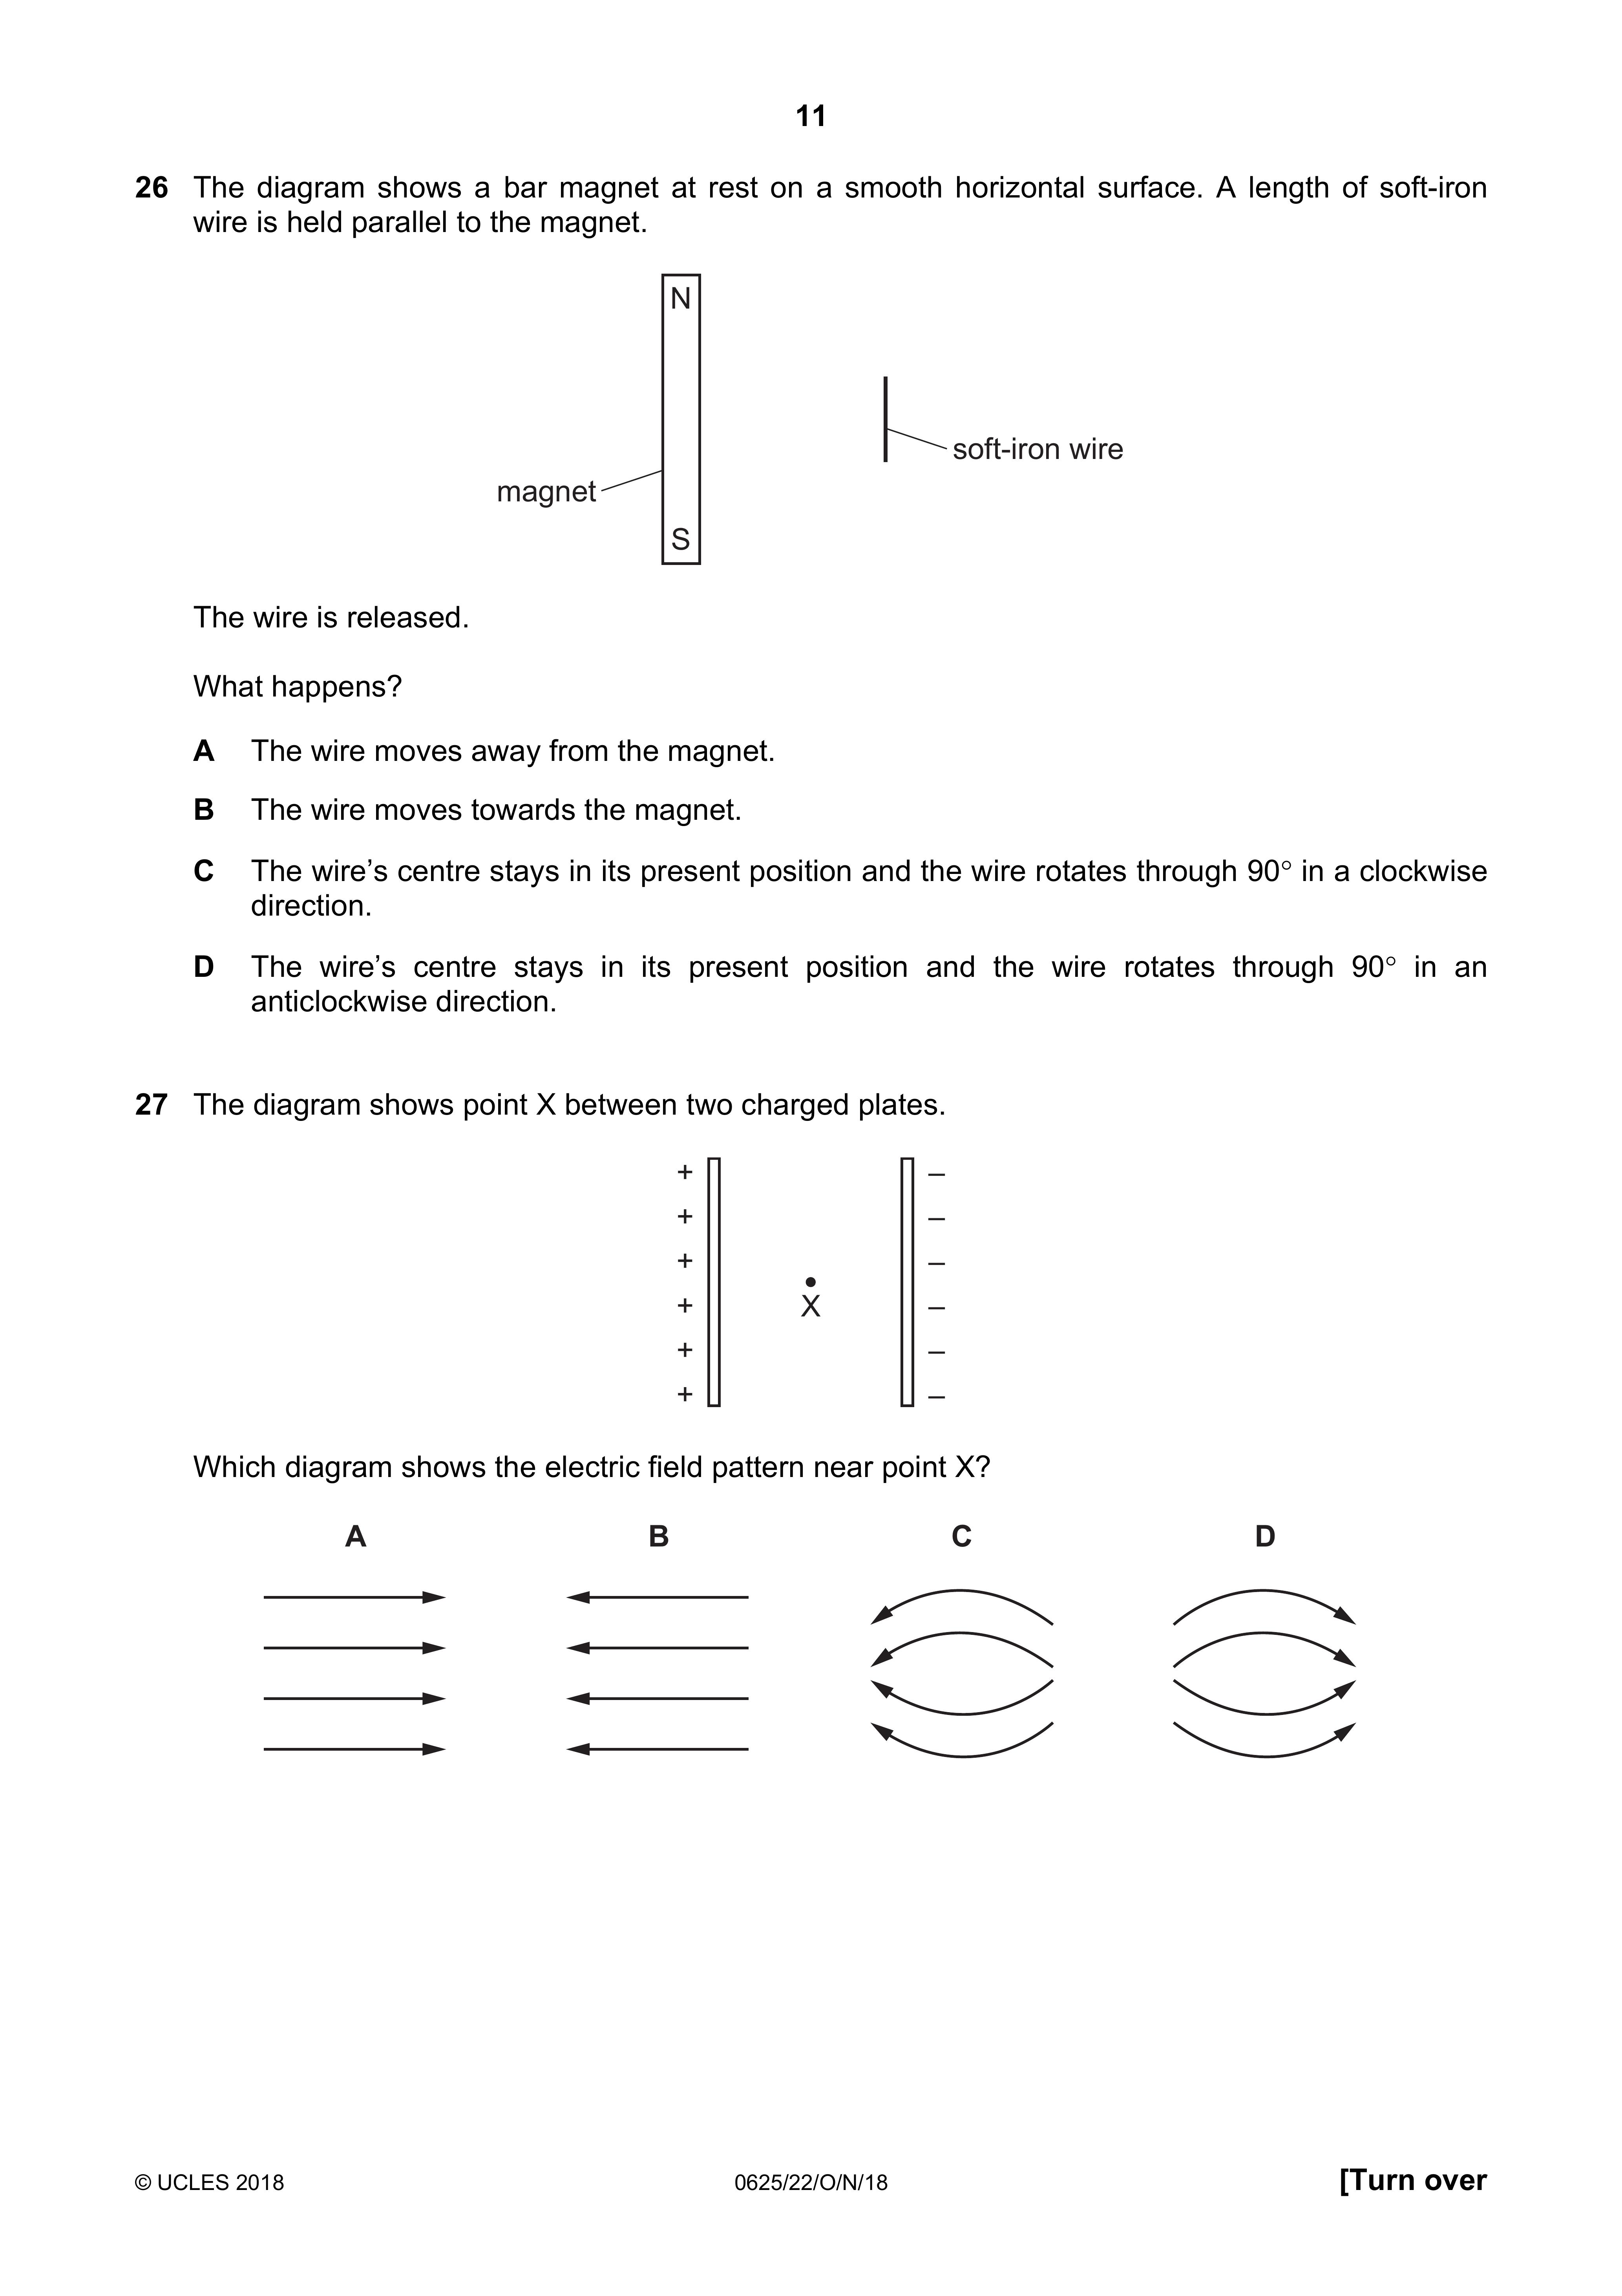 11
26 The diagram shows a bar magnet at rest on a smooth horizontal surface. A length of soft-iron
wire is held parallel to the magnet.
N
soft-iron wire
magnet
S
The wire is released.
What happens?
A The wire moves away from the magnet.
B The wire moves towards the magnet.
C The wire’s centre stays in its present position and the wire rotates through 90° in a clockwise
direction.
D The wire’s centre stays in its present position and the wire rotates through 90° in an
anticlockwise direction.
27 The diagram shows point X between two charged plates.
+ –
+ –
+ –
X
+ –
+ –
+ –
Which diagram shows the electric field pattern near point X?
A B C D
© UCLES 2018 0625/22/O/N/18 [Turn over